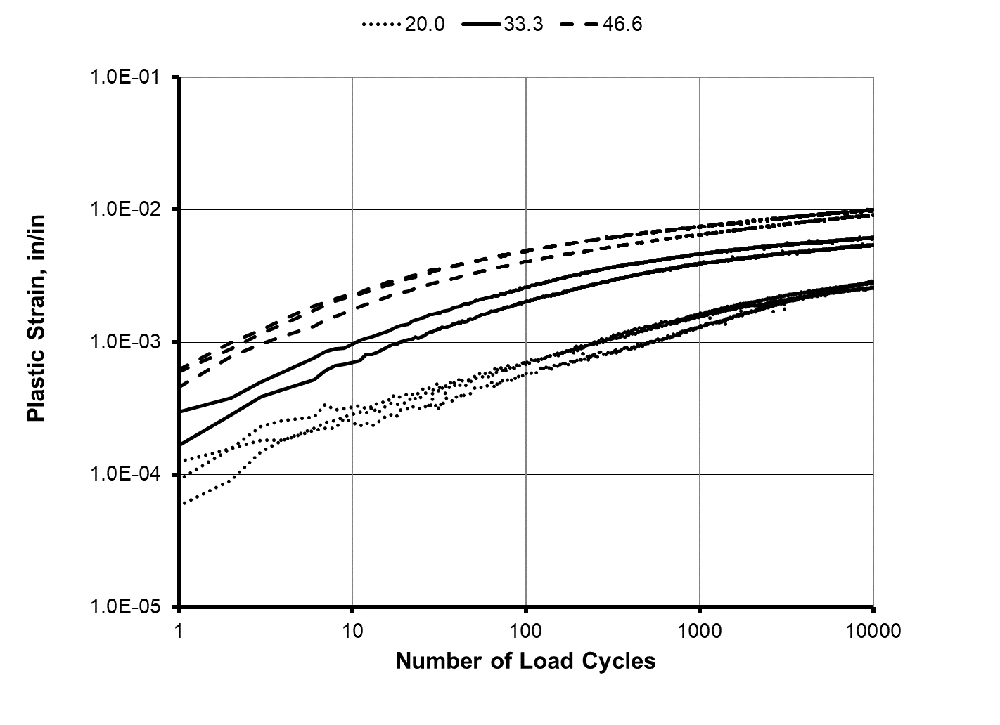 20.0 33.3 46.6
1.0E-01
1.0E-02
1.0E-03
1.0E-04
1.0E-05
Plastic Strain, in/in
1 10 100 1000 10000
Number of Load Cycles